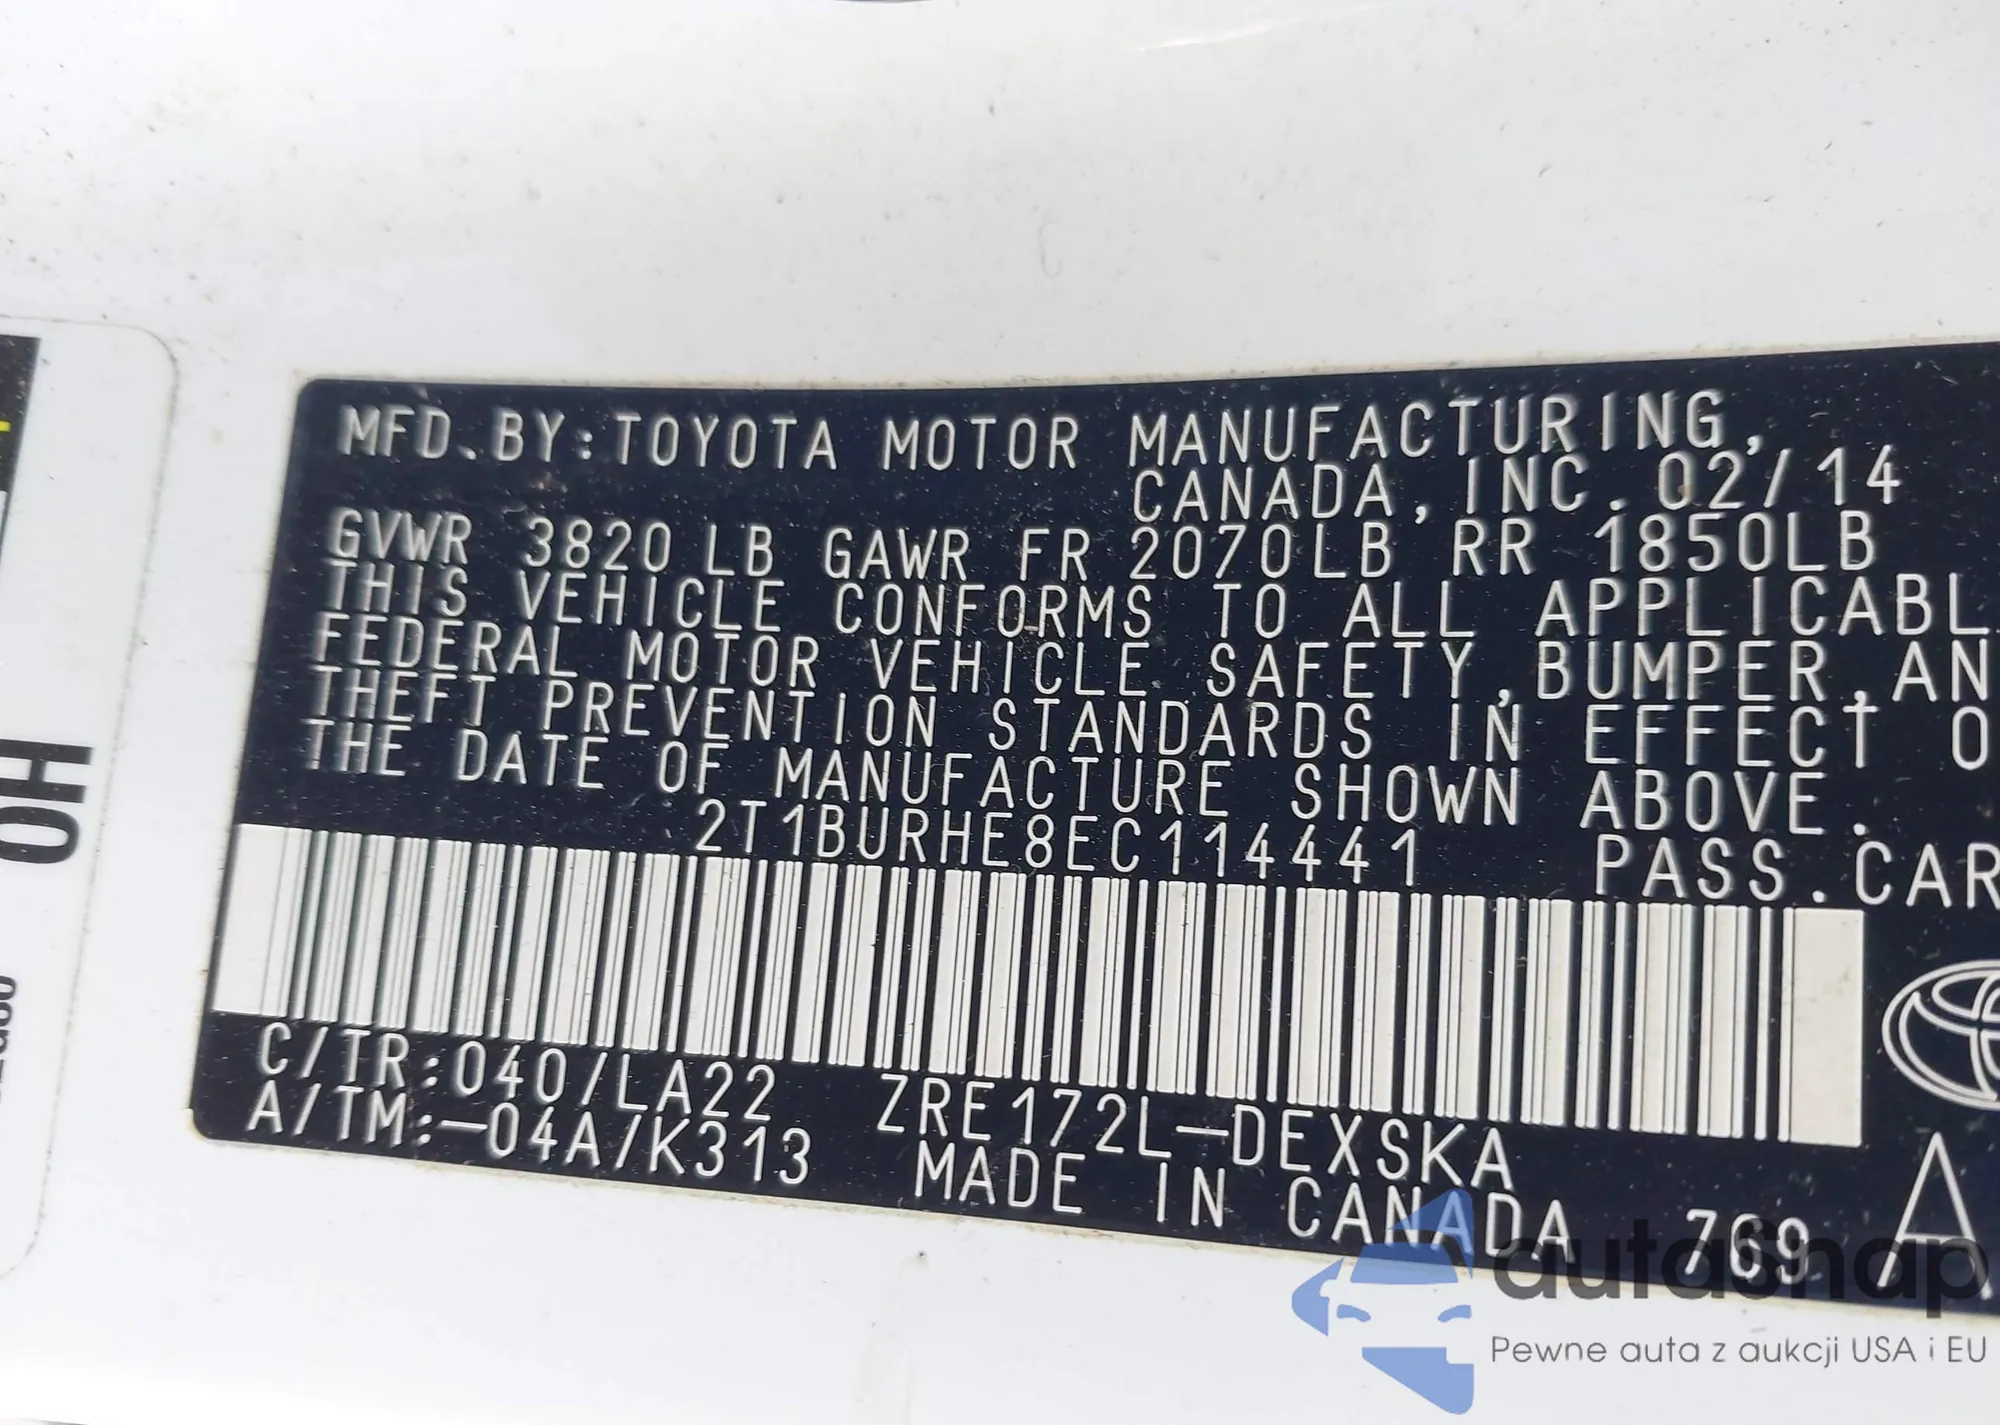 MFD.BY:TOYOTA MOTOR MANUFACTURING,
CANADA, INC. 02/14
GVWR 3820 LB GAWR FR 2070LB RR 1850LB
THIS VEHICLE CONFORMS TO ALL APPLICABL
FEDERAL MOTOR VEHICLE SAFETY,BUMPER,AN
THEFT PREVENTION STANDARDS IN EFFECT O
THE DATE OF MANUFACTURE SHOWN ABOVE.
2T1BURHE8EC114441 PASS.CAR
C/TR:040/LA22 ZRE172L-DEXSKA
A/TM:-04A/K313 MADE IN CANADA 769 A
HO
autasnap
Pewne auta z aukcji USA i EU